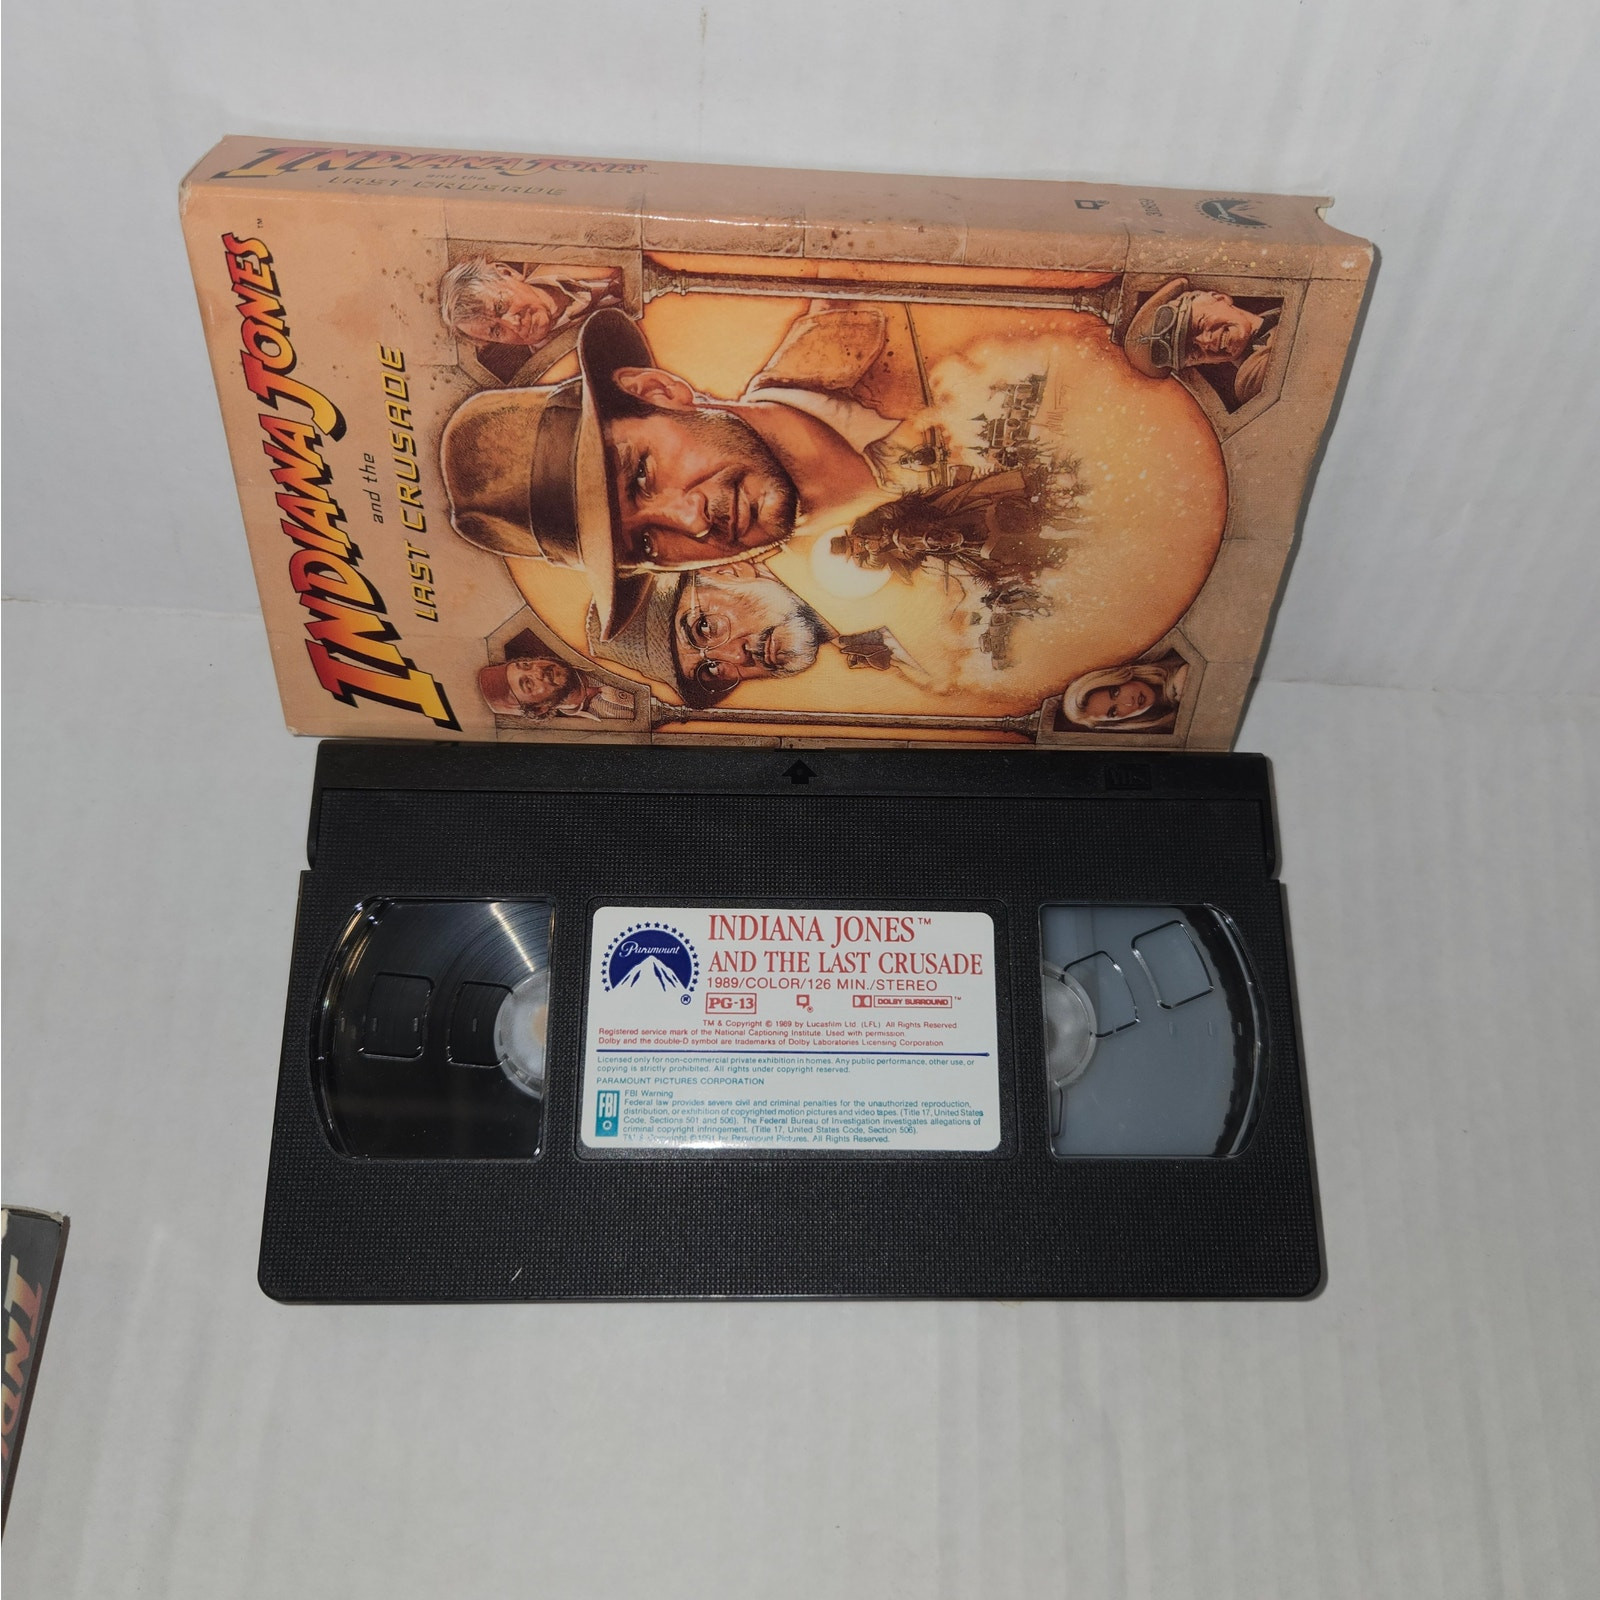 INDIANA JONES
and the
LAST CRUSADE
31859
INDIANA JONES™
and the
LAST CRUSADE
Paramount
®
INDIANA JONES™
AND THE LAST CRUSADE
1989/COLOR/126 MIN./STEREO
PG-13 ® DOLBY SURROUND ™
TM & Copyright © 1989 by Lucasfilm Ltd. (LFL) All Rights Reserved
Registered service mark of the National Captioning Institute. Used with permission.
Dolby and the double-D symbol are trademarks of Dolby Laboratories Licensing Corporation.
Licensed only for non-commercial private exhibition in homes. Any public performance, other use, or
copying is strictly prohibited. All rights under copyright reserved.
PARAMOUNT PICTURES CORPORATION
FBI
FBI Warning
Federal law provides severe civil and criminal penalties for the unauthorized reproduction,
distribution, or exhibition of copyrighted motion pictures and video tapes. (Title 17, United States
Code, Sections 501 and 506). The Federal Bureau of Investigation investigates allegations of
criminal copyright infringement. (Title 17, United States Code, Section 506).
TM & Copyright © 1991 by Paramount Pictures. All Rights Reserved.
IND